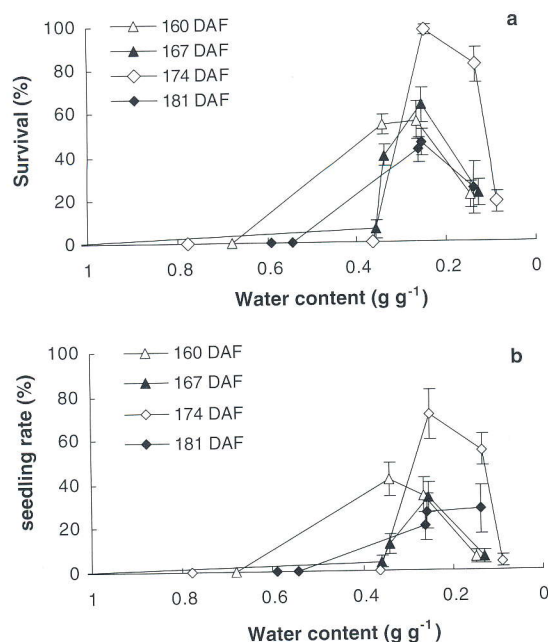 a
100
80
60
40
20
0
Survival (%)
160 DAF
167 DAF
174 DAF
181 DAF
1 0.8 0.6 0.4 0.2 0
Water content (g g⁻¹)
b
100
80
60
40
20
0
seedling rate (%)
160 DAF
167 DAF
174 DAF
181 DAF
1 0.8 0.6 0.4 0.2 0
Water content (g g⁻¹)